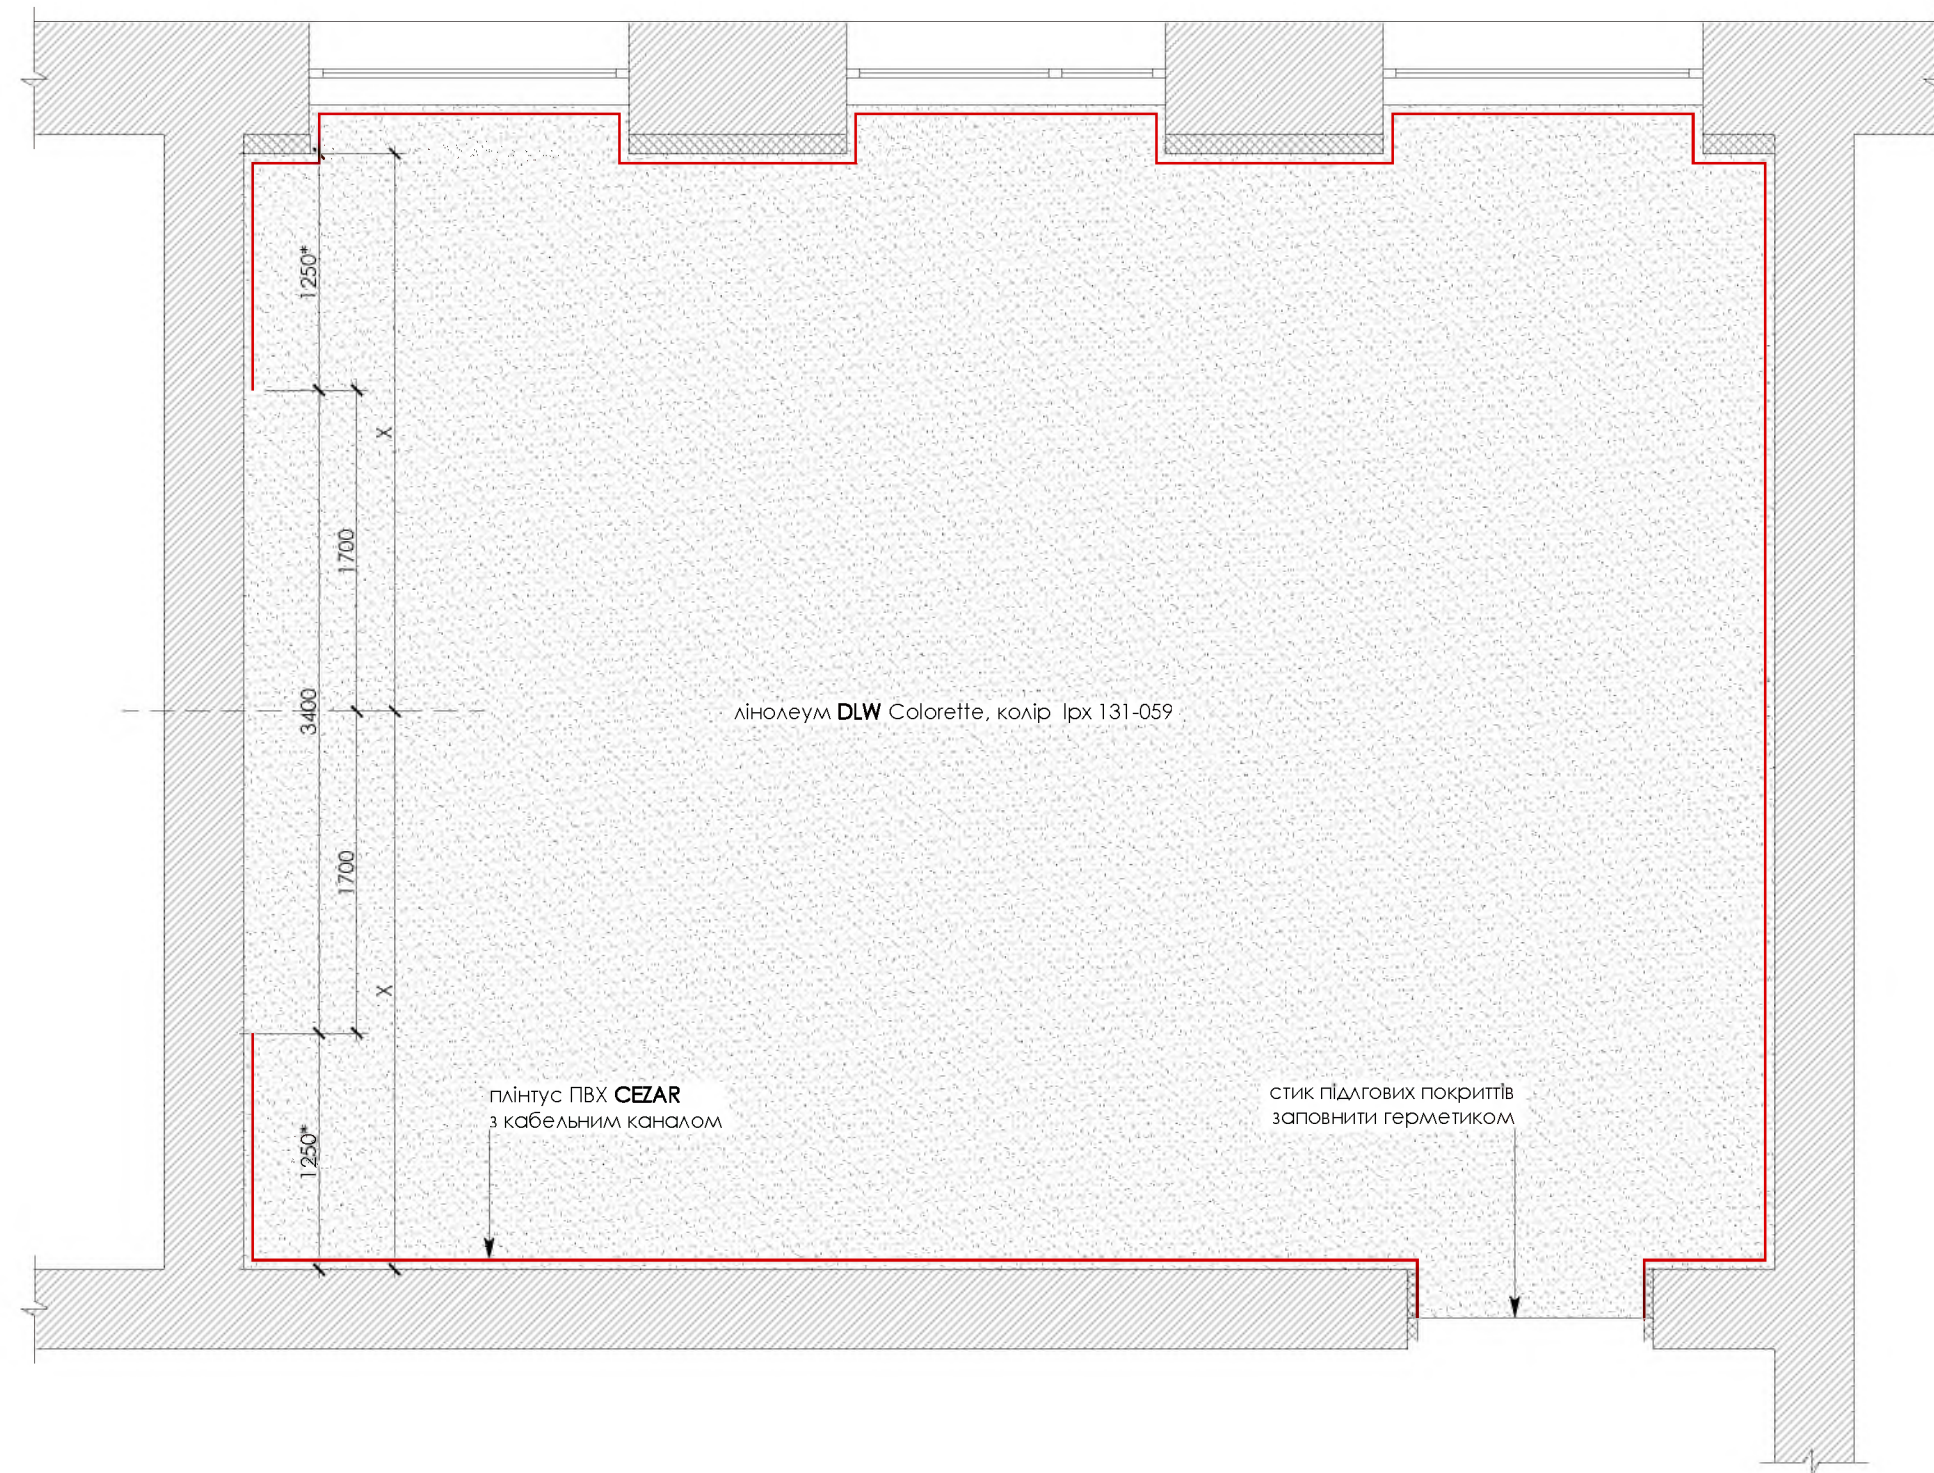 1250*
X
1700
3400
лінолеум DLW Colorette, колір lpx 131-059
1700
X
плінтус ПВХ CEZAR
з кабельним каналом
стик підлгових покриттів
заповнити герметиком
1250*